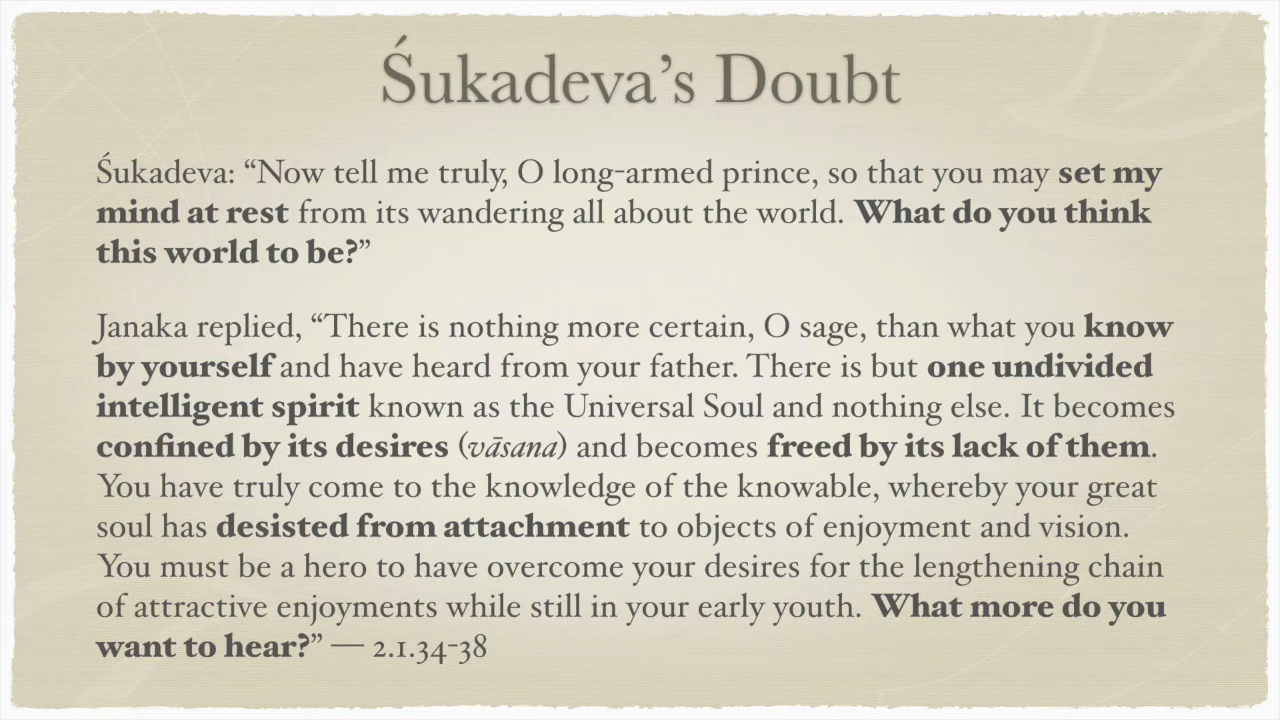 Śukadeva’s Doubt
Śukadeva: “Now tell me truly, O long-armed prince, so that you may set my
mind at rest from its wandering all about the world. What do you think
this world to be?”
Janaka replied, “There is nothing more certain, O sage, than what you know
by yourself and have heard from your father. There is but one undivided
intelligent spirit known as the Universal Soul and nothing else. It becomes
confined by its desires (vāsana) and becomes freed by its lack of them.
You have truly come to the knowledge of the knowable, whereby your great
soul has desisted from attachment to objects of enjoyment and vision.
You must be a hero to have overcome your desires for the lengthening chain
of attractive enjoyments while still in your early youth. What more do you
want to hear?” — 2.1.34-38